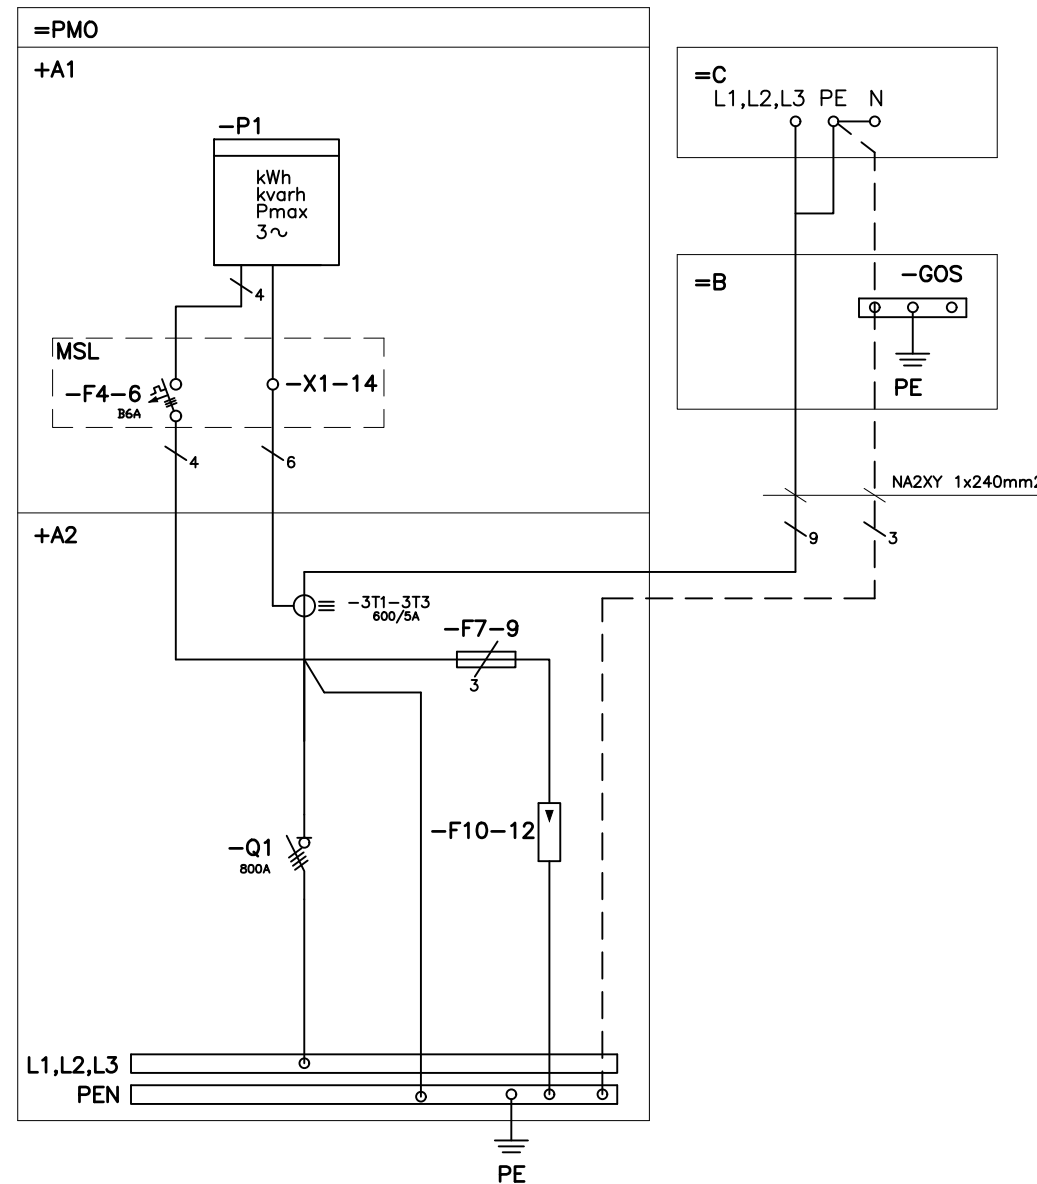 =PMO
+A1
-P1
kWh
kvarh
Pmax
3~
4
MSL
-F4-6
B6A
-X1-14
4
6
=C
L1,L2,L3 PE N
=B
-GOS
PE
NA2XY 1x240mm2
9
3
+A2
-3T1-3T3
600/5A
-F7-9
3
-F10-12
-Q1
800A
L1,L2,L3
PEN
PE